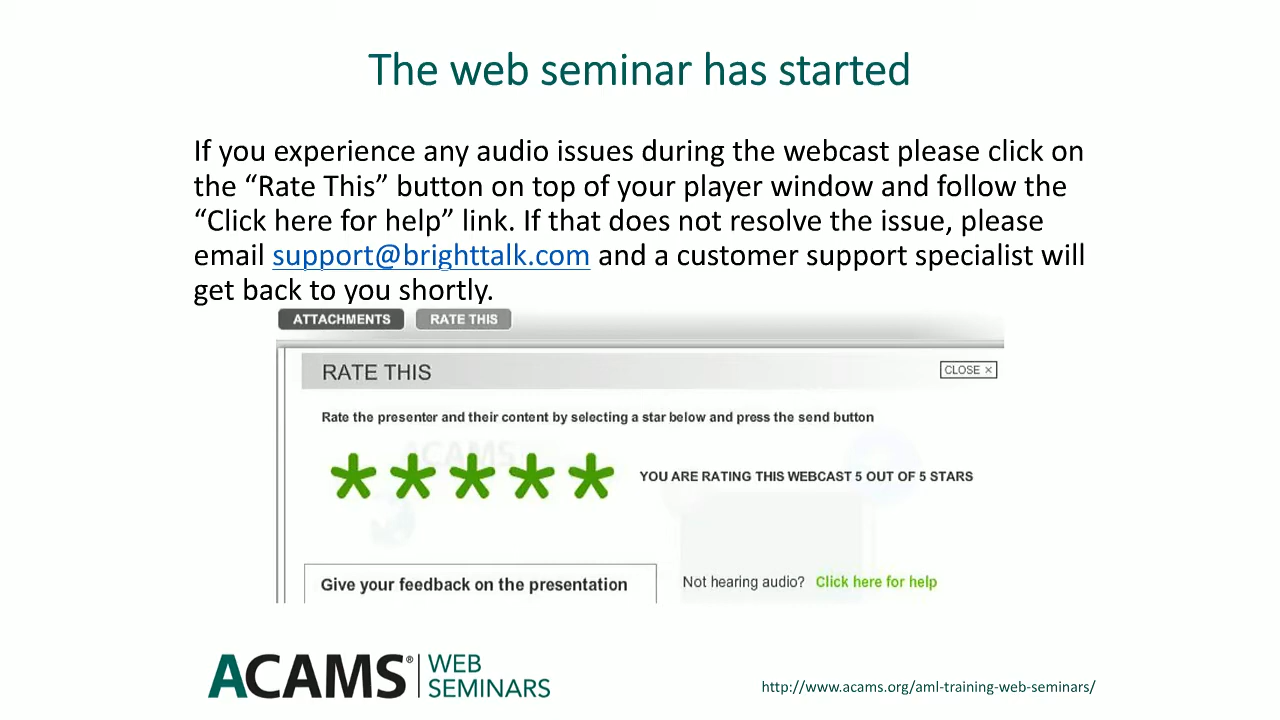 The web seminar has started
If you experience any audio issues during the webcast please click on
the “Rate This” button on top of your player window and follow the
“Click here for help” link. If that does not resolve the issue, please
email support@brighttalk.com and a customer support specialist will
get back to you shortly.
ATTACHMENTS RATE THIS
RATE THIS
CLOSE ×
Rate the presenter and their content by selecting a star below and press the send button
ACAMS
YOU ARE RATING THIS WEBCAST 5 OUT OF 5 STARS
Give your feedback on the presentation
Not hearing audio? Click here for help
ACAMS® WEB
SEMINARS
http://www.acams.org/aml-training-web-seminars/